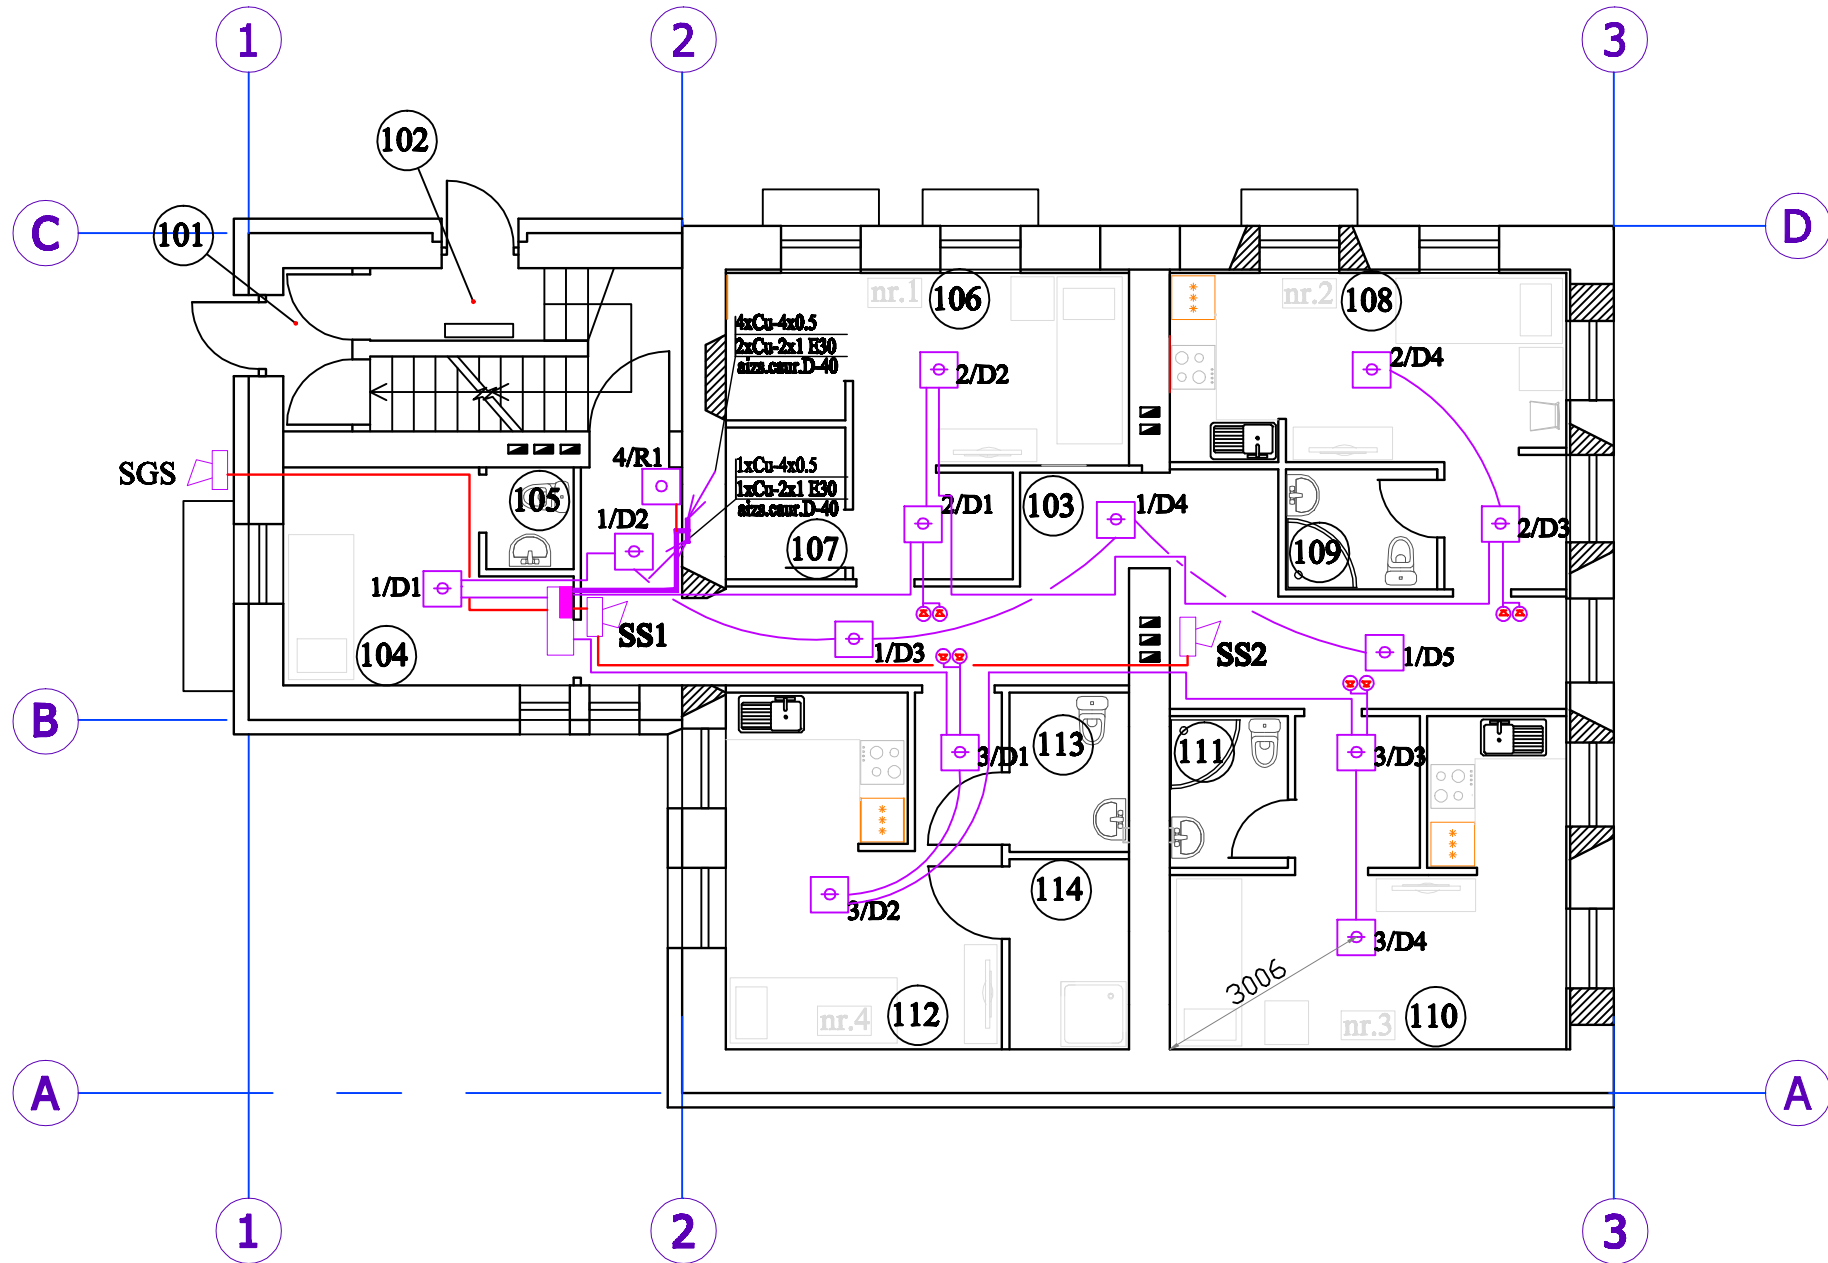 1
2
3
102
101
C
D
nr.1
106
nr.2
108
4xCu-4x0.5
2xCu-2x1 E30
aizs.caur.D-40
2/D2
2/D4
SGS
4/R1
105
1xCu-4x0.5
1xCu-2x1 E30
aizs.caur.D-40
1/D2
2/D1
103
1/D4
2/D3
107
109
1/D1
SS1
SS2
104
1/D3
1/D5
B
113
111
3/D1
3/D3
114
3/D2
3/D4
3006
nr.4
112
nr.3
110
A
A
1
2
3